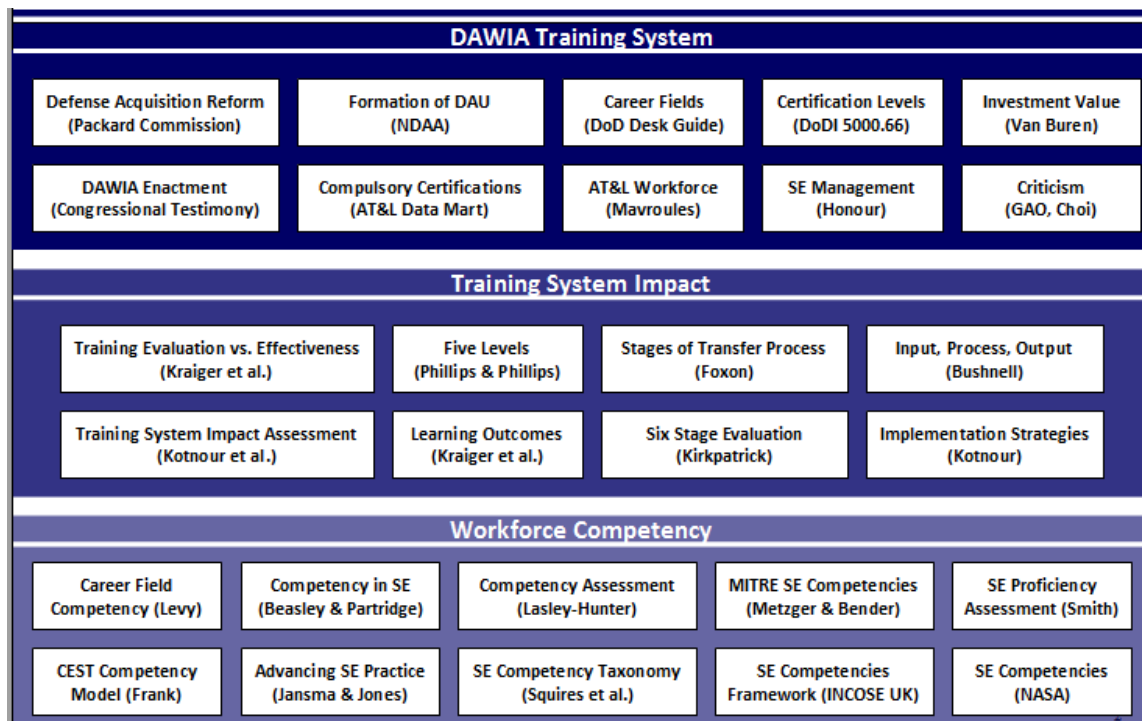 DAWIA Training System
Defense Acquisition Reform
(Packard Commission)
Formation of DAU
(NDAA)
Career Fields
(DoD Desk Guide)
Certification Levels
(DoDI 5000.66)
Investment Value
(Van Buren)
DAWIA Enactment
(Congressional Testimony)
Compulsory Certifications
(AT&L Data Mart)
AT&L Workforce
(Mavroules)
SE Management
(Honour)
Criticism
(GAO, Choi)
Training System Impact
Training Evaluation vs. Effectiveness
(Kraiger et al.)
Five Levels
(Phillips & Phillips)
Stages of Transfer Process
(Foxon)
Input, Process, Output
(Bushnell)
Training System Impact Assessment
(Kotnour et al.)
Learning Outcomes
(Kraiger et al.)
Six Stage Evaluation
(Kirkpatrick)
Implementation Strategies
(Kotnour)
Workforce Competency
Career Field
Competency (Levy)
Competency in SE
(Beasley & Partridge)
Competency Assessment
(Lasley-Hunter)
MITRE SE Competencies
(Metzger & Bender)
SE Proficiency
Assessment (Smith)
CEST Competency
Model (Frank)
Advancing SE Practice
(Jansma & Jones)
SE Competency Taxonomy
(Squires et al.)
SE Competencies
Framework (INCOSE UK)
SE Competencies
(NASA)